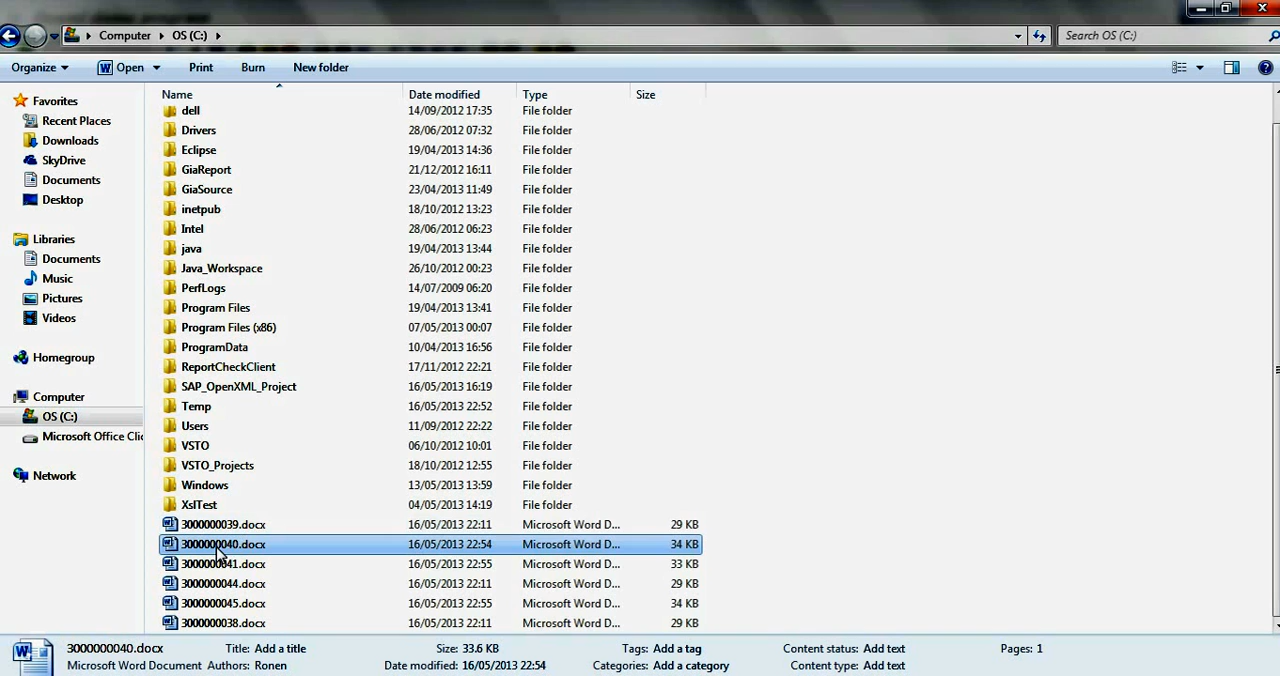 Computer OS (C:) Search OS (C:)
Organize Open Print Burn New folder
Name Date modified Type Size
Favorites
Recent Places
Downloads
SkyDrive
Documents
Desktop
Libraries
Documents
Music
Pictures
Videos
Homegroup
Computer
OS (C:)
Microsoft Office Clic
Network
dell 14/09/2012 17:35 File folder
Drivers 28/06/2012 07:32 File folder
Eclipse 19/04/2013 14:36 File folder
GiaReport 21/12/2012 16:11 File folder
GiaSource 23/04/2013 11:49 File folder
inetpub 18/10/2012 13:23 File folder
Intel 28/06/2012 06:23 File folder
java 19/04/2013 13:44 File folder
Java_Workspace 26/10/2012 00:23 File folder
PerfLogs 14/07/2009 06:20 File folder
Program Files 19/04/2013 13:41 File folder
Program Files (x86) 07/05/2013 00:07 File folder
ProgramData 10/04/2013 16:56 File folder
ReportCheckClient 17/11/2012 22:21 File folder
SAP_OpenXML_Project 16/05/2013 16:19 File folder
Temp 16/05/2013 22:52 File folder
Users 11/09/2012 22:22 File folder
VSTO 06/10/2012 10:01 File folder
VSTO_Projects 18/10/2012 12:55 File folder
Windows 13/05/2013 13:59 File folder
XslTest 04/05/2013 14:19 File folder
3000000039.docx 16/05/2013 22:11 Microsoft Word D... 29 KB
3000000040.docx 16/05/2013 22:54 Microsoft Word D... 34 KB
3000000041.docx 16/05/2013 22:55 Microsoft Word D... 33 KB
3000000044.docx 16/05/2013 22:11 Microsoft Word D... 29 KB
3000000045.docx 16/05/2013 22:55 Microsoft Word D... 34 KB
3000000038.docx 16/05/2013 22:11 Microsoft Word D... 29 KB
3000000040.docx Title: Add a title Size: 33.6 KB Tags: Add a tag Content status: Add text Pages: 1
Microsoft Word Document Authors: Ronen Date modified: 16/05/2013 22:54 Categories: Add a category Content type: Add text